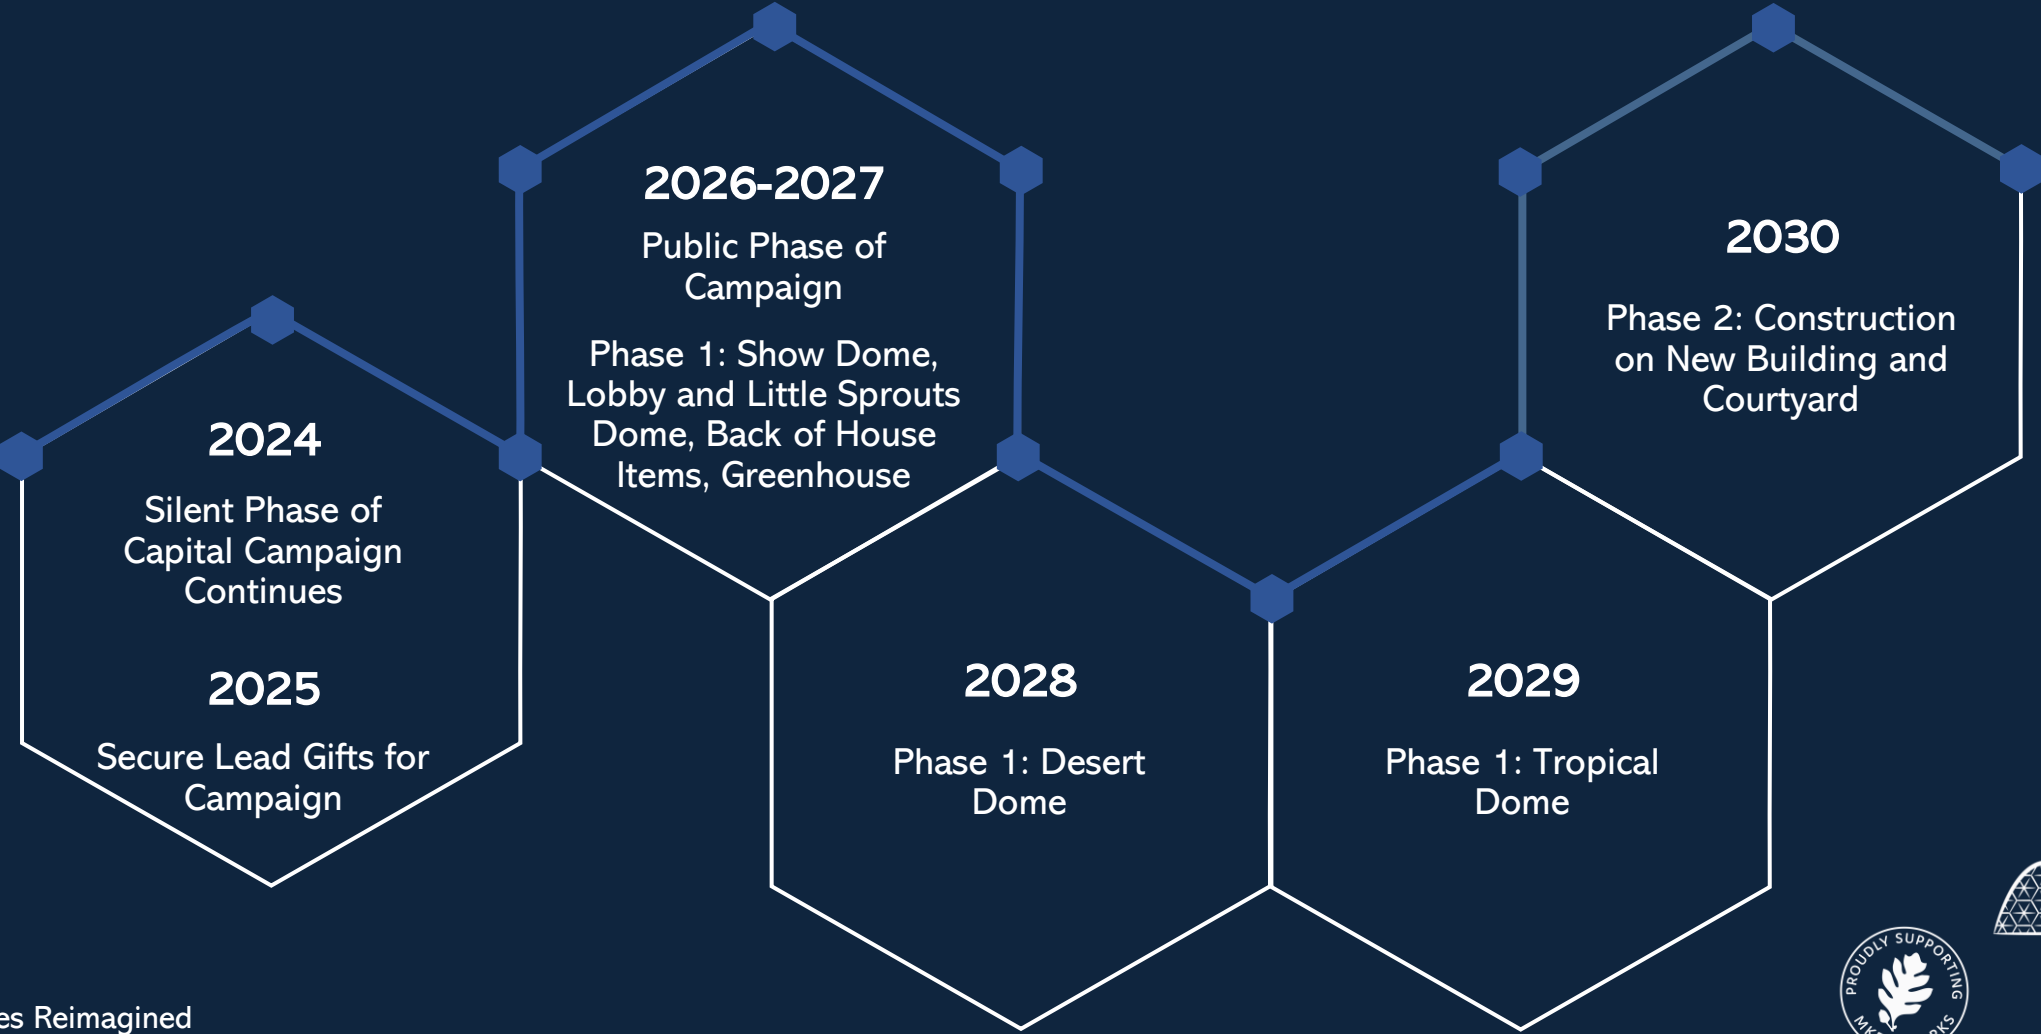 2024
Silent Phase of
Capital Campaign
Continues
2025
Secure Lead Gifts for
Campaign
2026-2027
Public Phase of
Campaign
Phase 1: Show Dome,
Lobby and Little Sprouts
Dome, Back of House
Items, Greenhouse
2028
Phase 1: Desert
Dome
2029
Phase 1: Tropical
Dome
2030
Phase 2: Construction
on New Building and
Courtyard
Reimagined
PROUDLY SUPPORTING